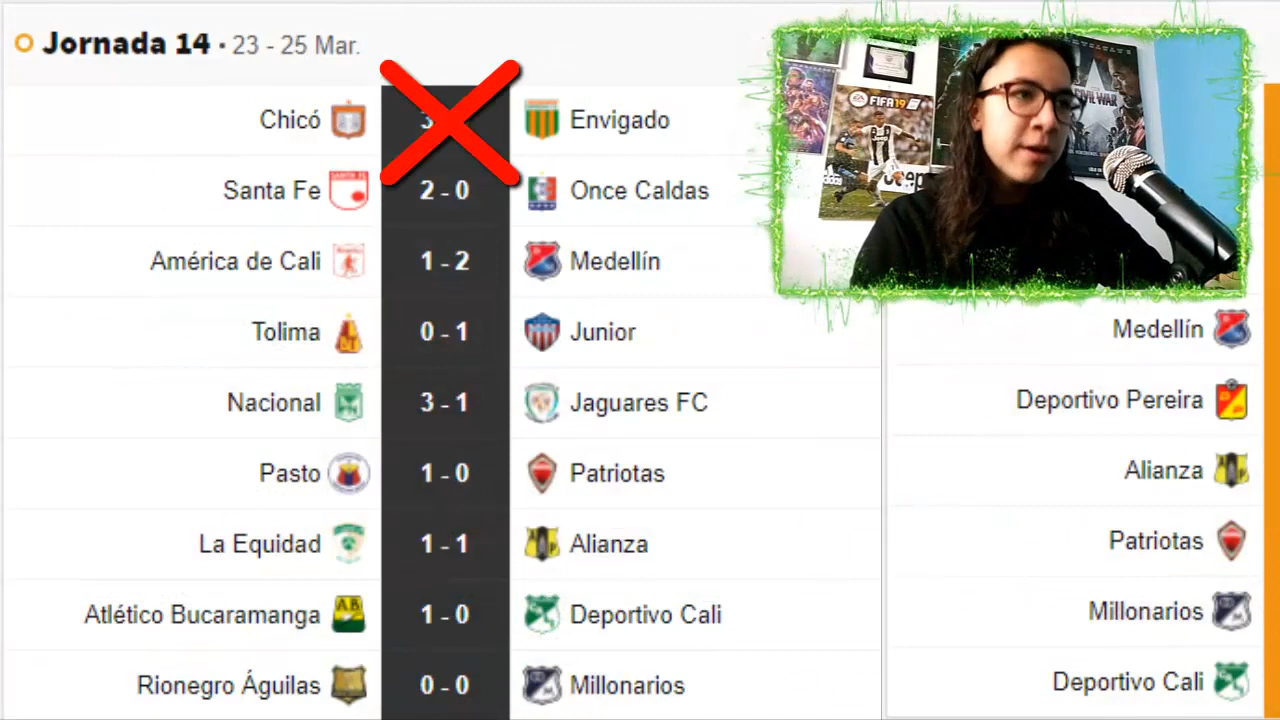 Jornada 14 · 23 - 25 Mar.
Chicó 3 Envigado
Santa Fe 2 - 0 Once Caldas
América de Cali 1 - 2 Medellín
Tolima 0 - 1 Junior
Nacional 3 - 1 Jaguares FC
Pasto 1 - 0 Patriotas
La Equidad 1 - 1 Alianza
Atlético Bucaramanga 1 - 0 Deportivo Cali
Rionegro Águilas 0 - 0 Millonarios
FIFA 19
Jeep
CIVIL WAR
Medellín
Deportivo Pereira
Alianza
Patriotas
Millonarios
Deportivo Cali